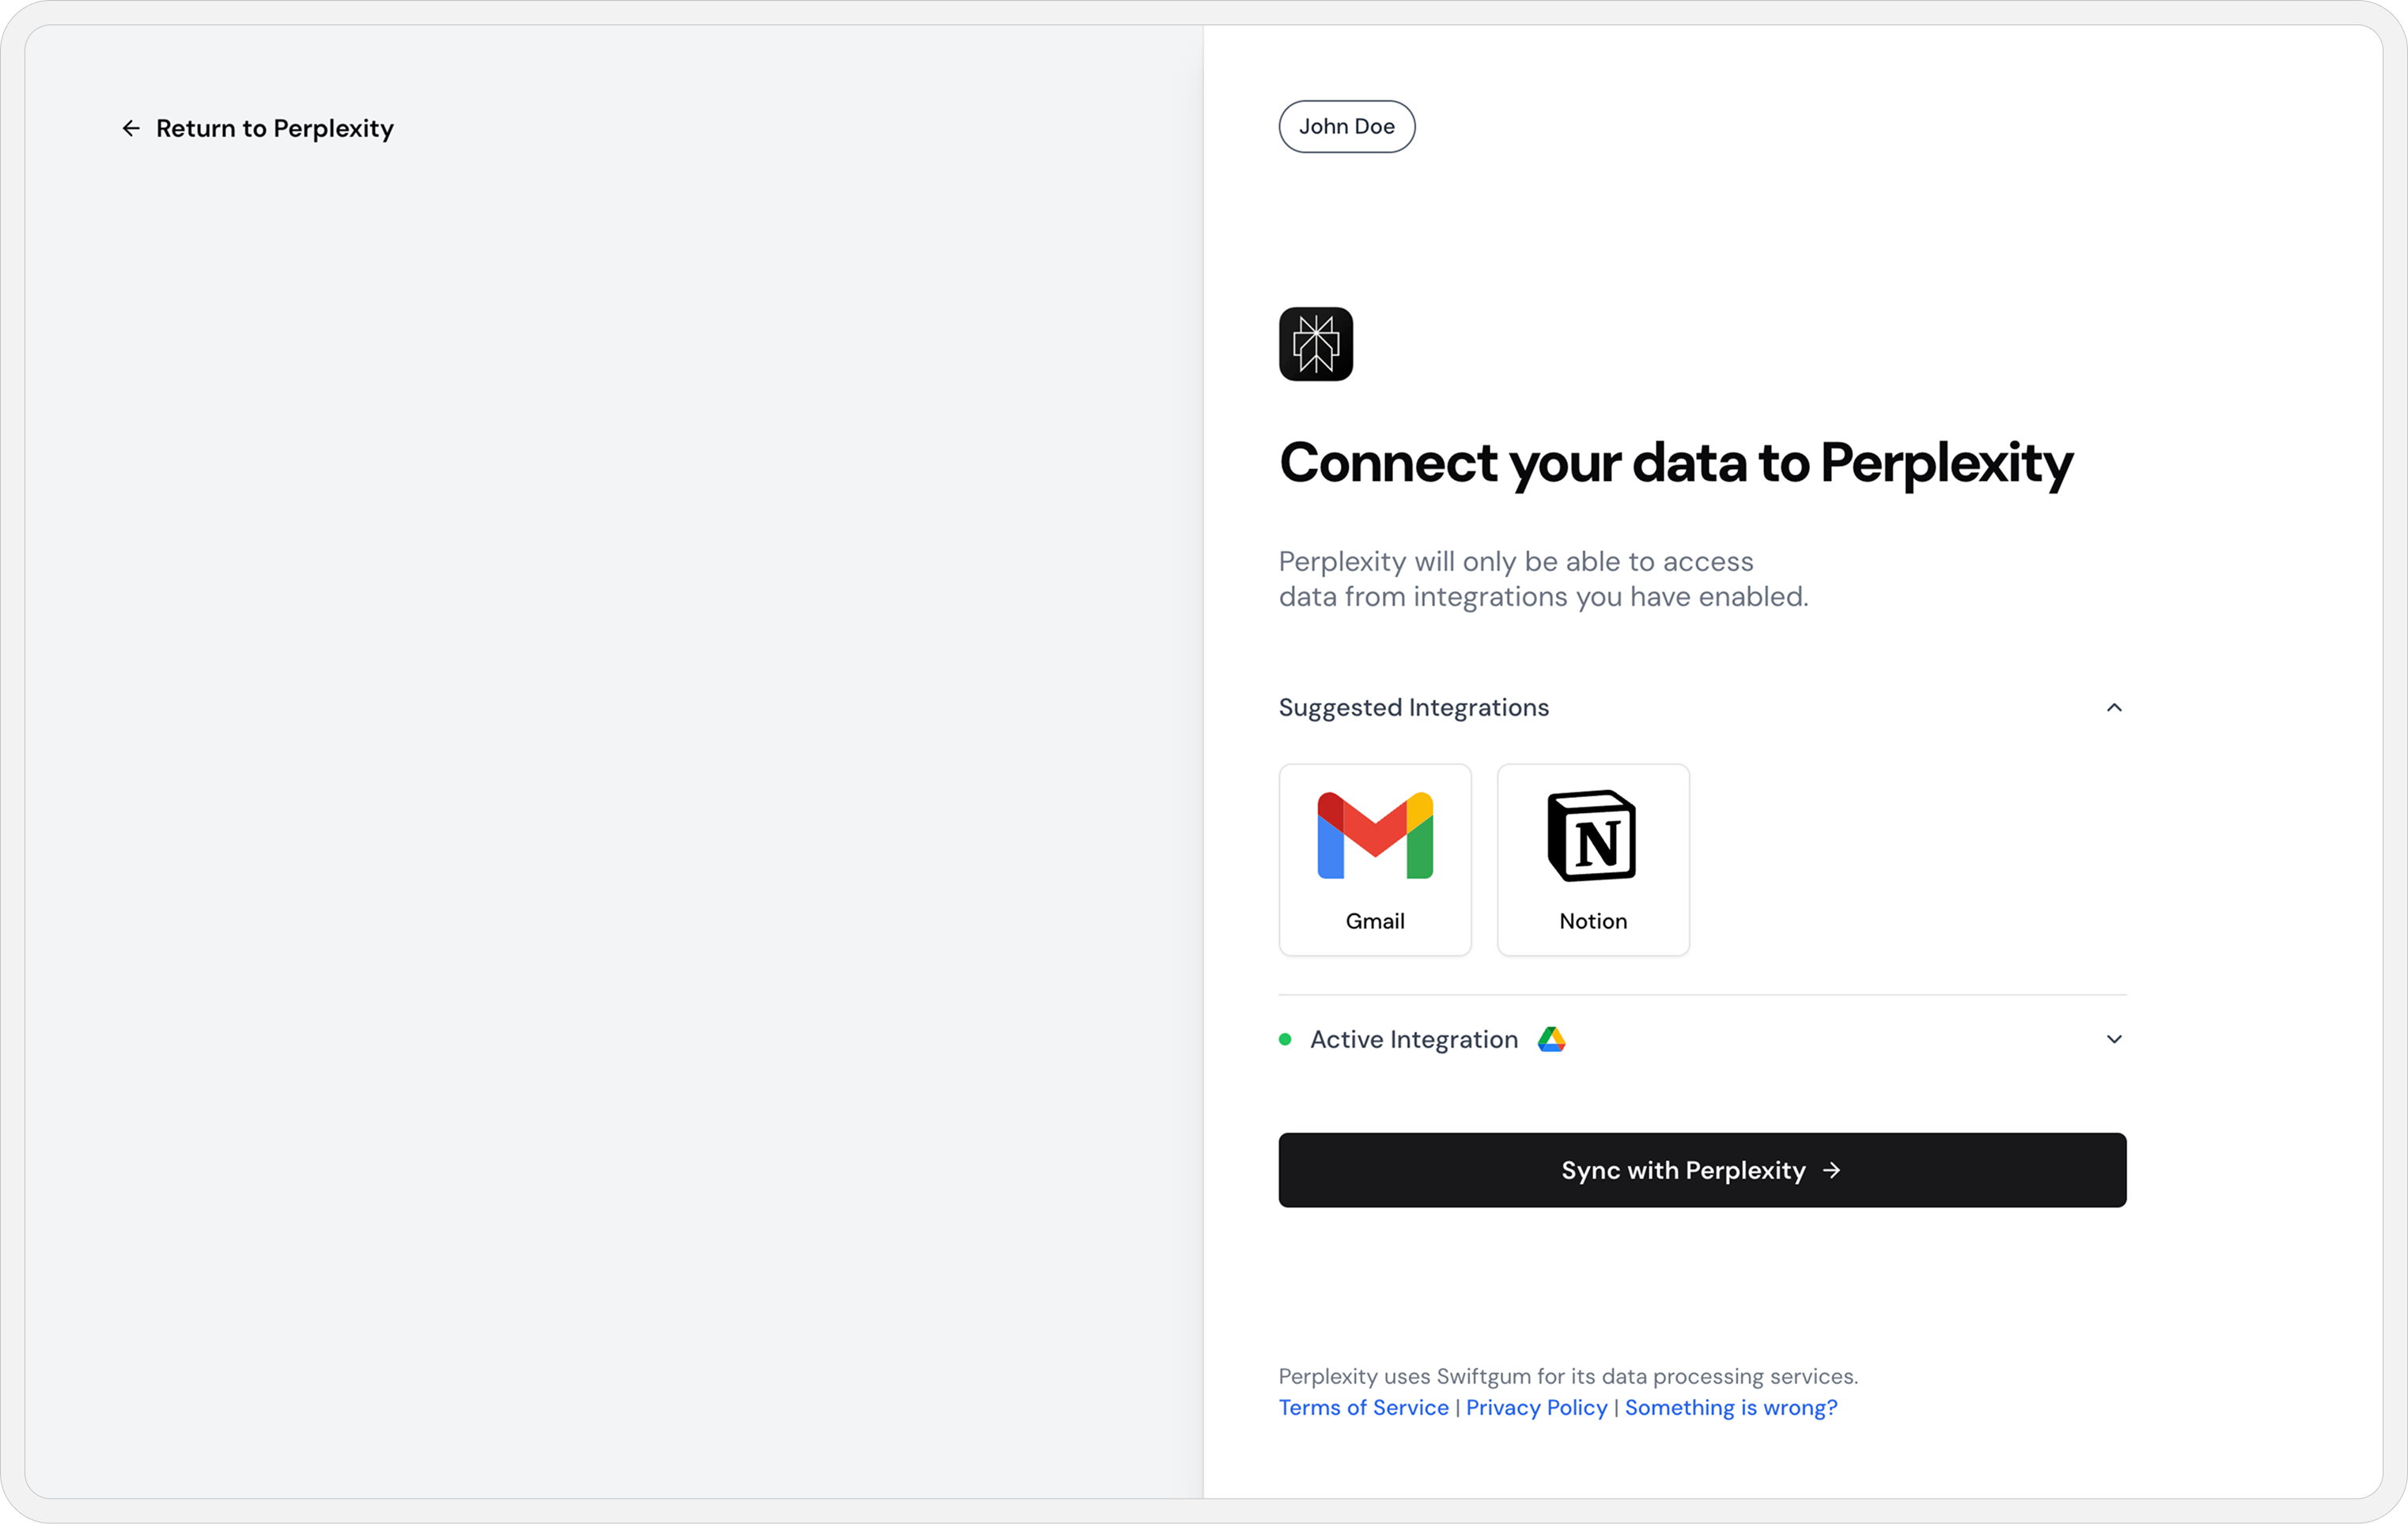 Return to Perplexity
John Doe
Connect your data to Perplexity
Perplexity will only be able to access
data from integrations you have enabled.
Suggested Integrations
N
Gmail
Notion
Active Integration
Sync with Perplexity
Perplexity uses Swiftgum for its data processing services.
Terms of Service | Privacy Policy | Something is wrong?